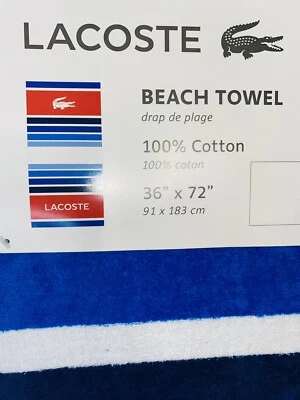 LACOSTE
BEACH TOWEL
drap de plage
100% Cotton
100% coton
36" x 72"
91 x 183 cm
LACOSTE